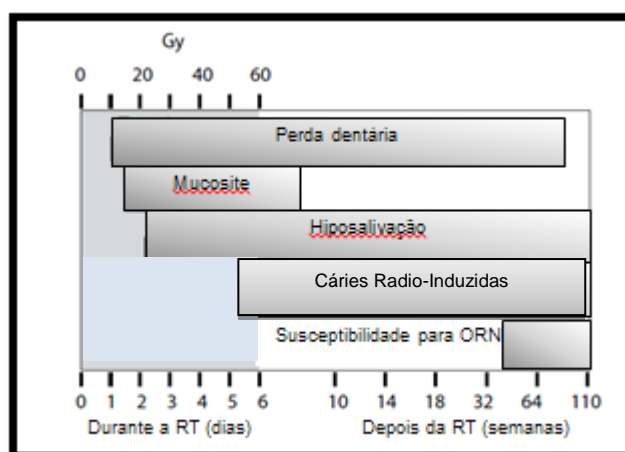 Gy
0 20 40 60
Perda dentária
Mucosite
Hiposalivação
Cáries Radio-Induzidas
Susceptibilidade para ORN
0 1 2 3 4 5 6 10 14 18 32 64 110
Durante a RT (dias) Depois da RT (semanas)